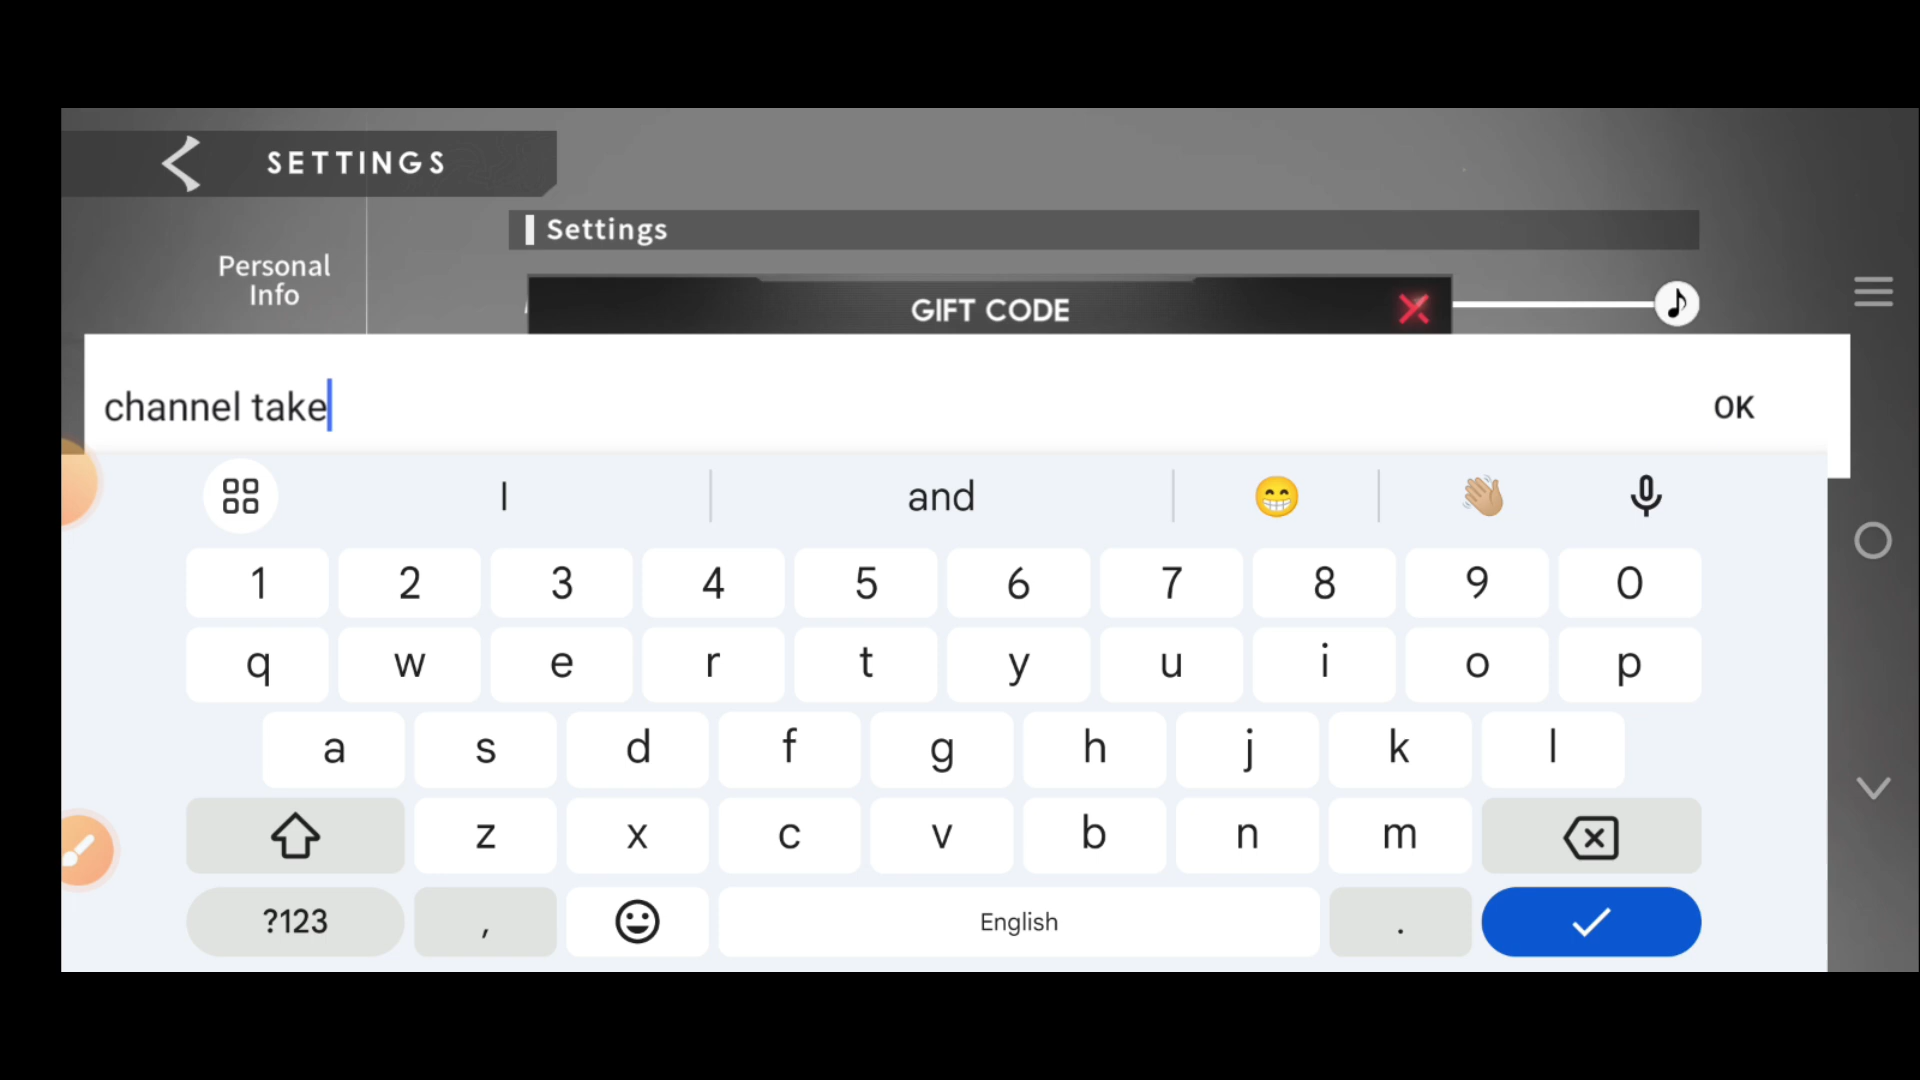 SETTINGS
Settings
Personal
Info
GIFT CODE
channel take
OK
I and 😁 👋🏼
1 2 3 4 5 6 7 8 9 0
q w e r t y u i o p
a s d f g h j k l
z x c v b n m
?123 , English .